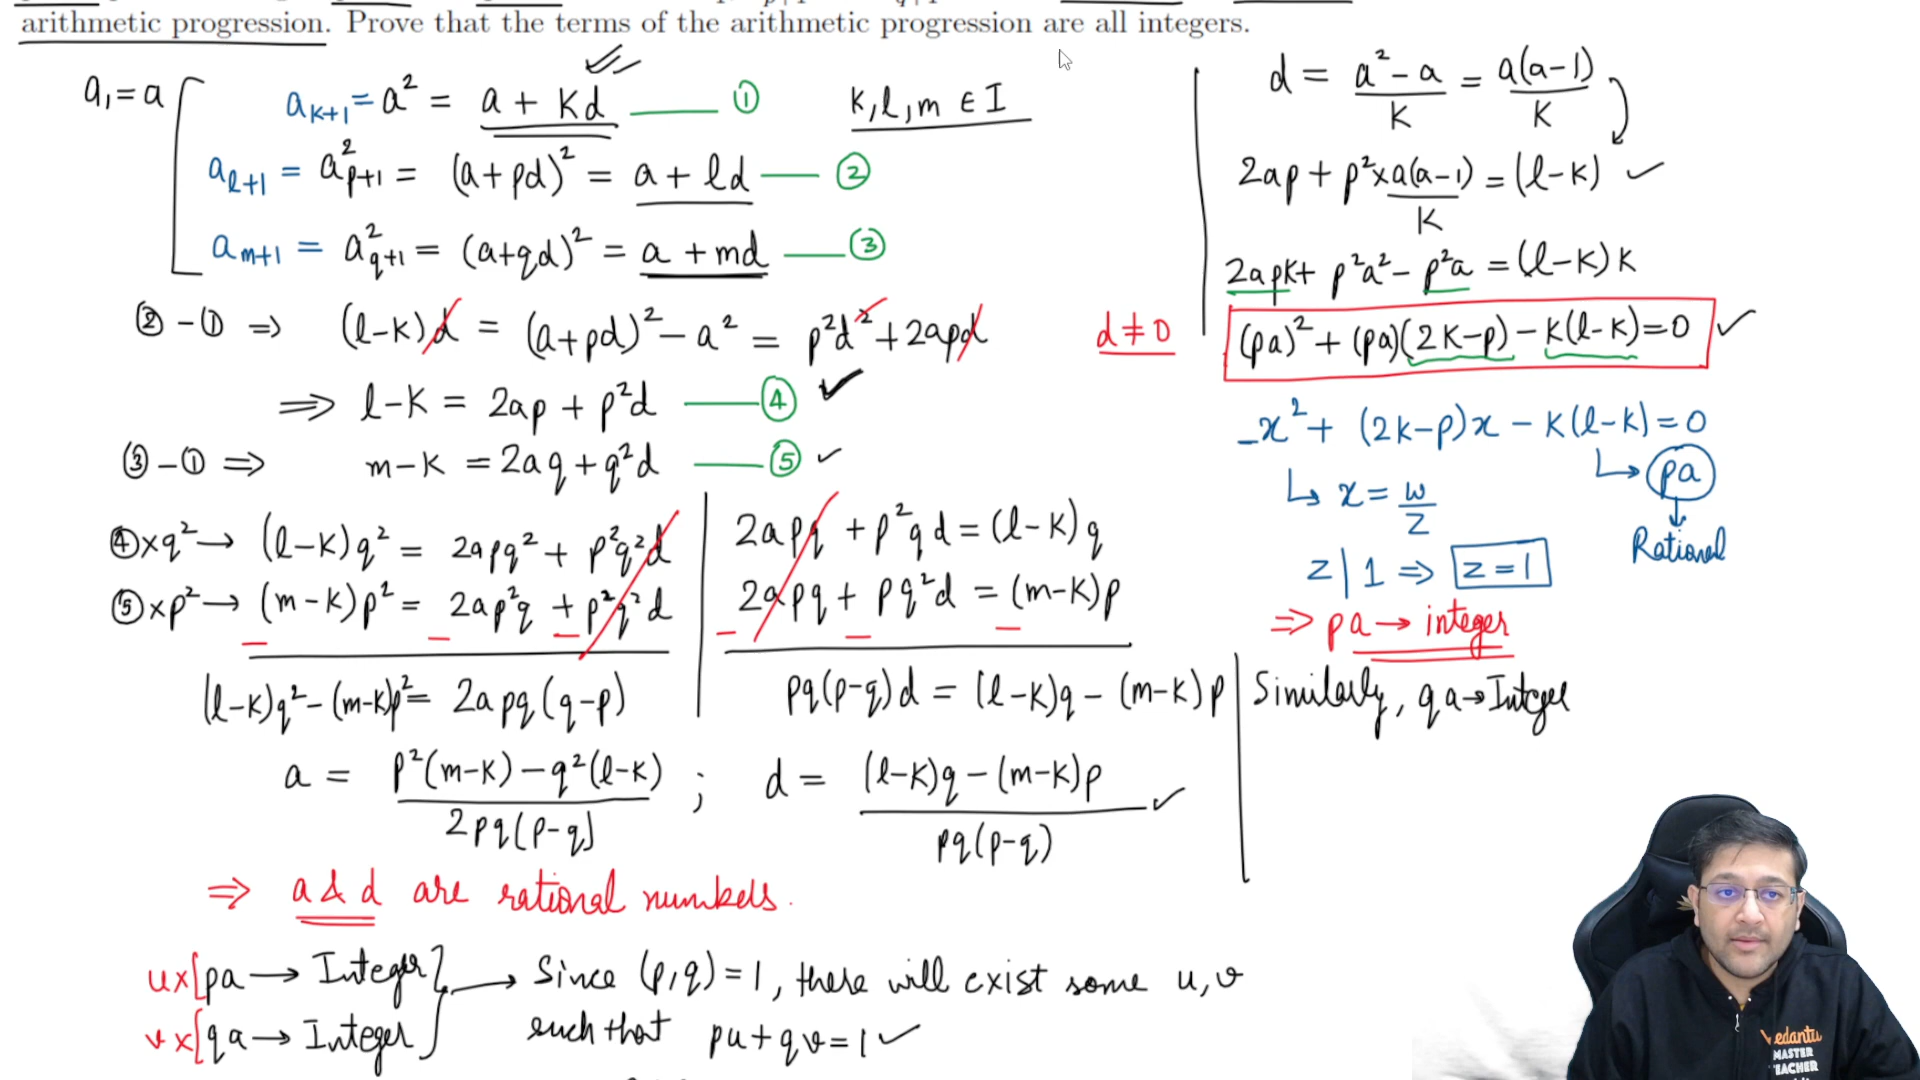 arithmetic progression. Prove that the terms of the arithmetic progression are all integers.
a₁ = a
a_{k+1} = a² = a + kd — ①
k, l, m ∈ I
a_{l+1} = a²_{p+1} = (a+pd)² = a + ld — ②
a_{m+1} = a²_{q+1} = (a+qd)² = a + md — ③
② - ① ⇒ (l-k)d = (a+pd)² - a² = p²d² + 2apd
d ≠ 0
⇒ l-k = 2ap + p²d — ④ ✓
③ - ① ⇒ m-k = 2aq + q²d — ⑤ ✓
④×q² → (l-k)q² = 2apq² + p²q²d
⑤×p² → (m-k)p² = 2ap²q + p²q²d
(l-k)q² - (m-k)p² = 2apq(q-p)
2apq + p²qd = (l-k)q
2apq + pq²d = (m-k)p
pq(p-q)d = (l-k)q - (m-k)p
a = p²(m-k) - q²(l-k) / 2pq(p-q) ; d = (l-k)q - (m-k)p / pq(p-q) ✓
⇒ a & d are rational numbers.
u×[pa → Integer]
v×[qa → Integer]
→ Since (p,q) = 1, there will exist some u, v
such that pu + qv = 1 ✓
d = a² - a / k = a(a-1) / k
2ap + p² × a(a-1) / k = (l-k) ✓
2apk + p²a² - p²a = (l-k)k
(pa)² + (pa)(2k-p) - k(l-k) = 0 ✓
x² + (2k-p)x - k(l-k) = 0
↳ x = w/z
↳ pa
↓
Rational
z | 1 ⇒ z = 1
⇒ pa → integer
Similarly, qa → Integer
vedantu
MASTER
TEACHER